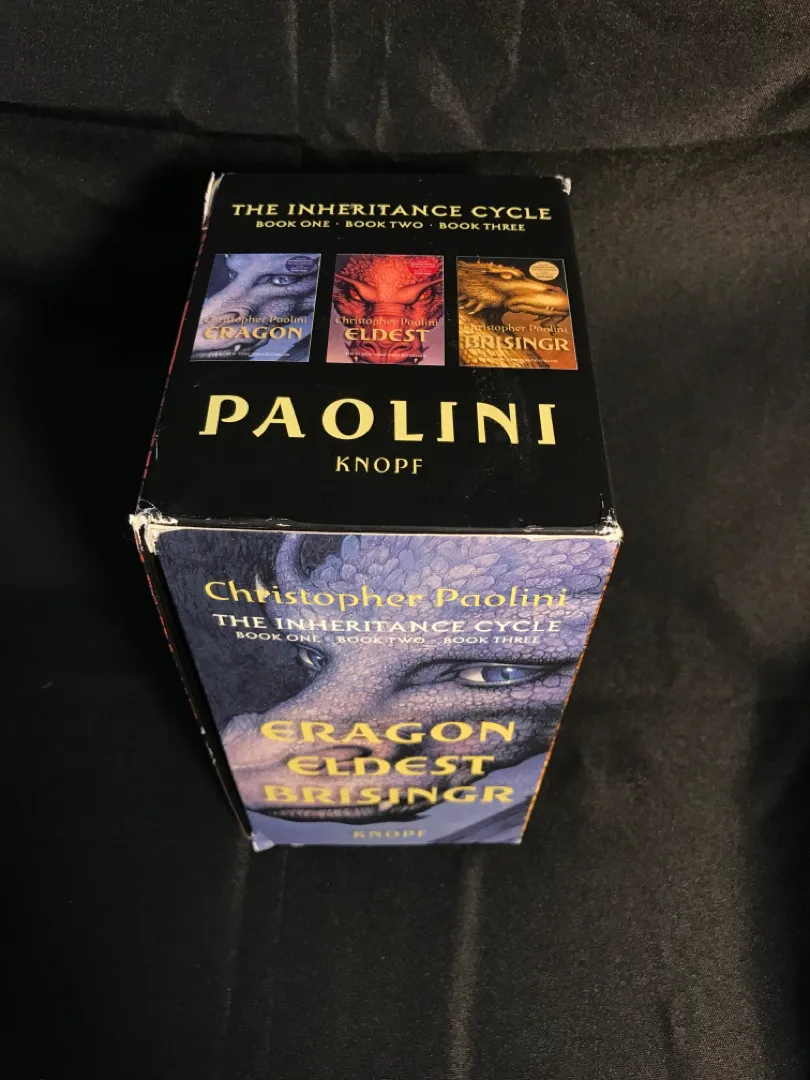 THE INHERITANCE CYCLE
BOOK ONE · BOOK TWO · BOOK THREE
Christopher Paolini
ERAGON
Christopher Paolini
ELDEST
Christopher Paolini
BRISINGR
PAOLINI
KNOPF
Christopher Paolini
THE INHERITANCE CYCLE
BOOK ONE · BOOK TWO · BOOK THREE
ERAGON
ELDEST
BRISINGR
KNOPF